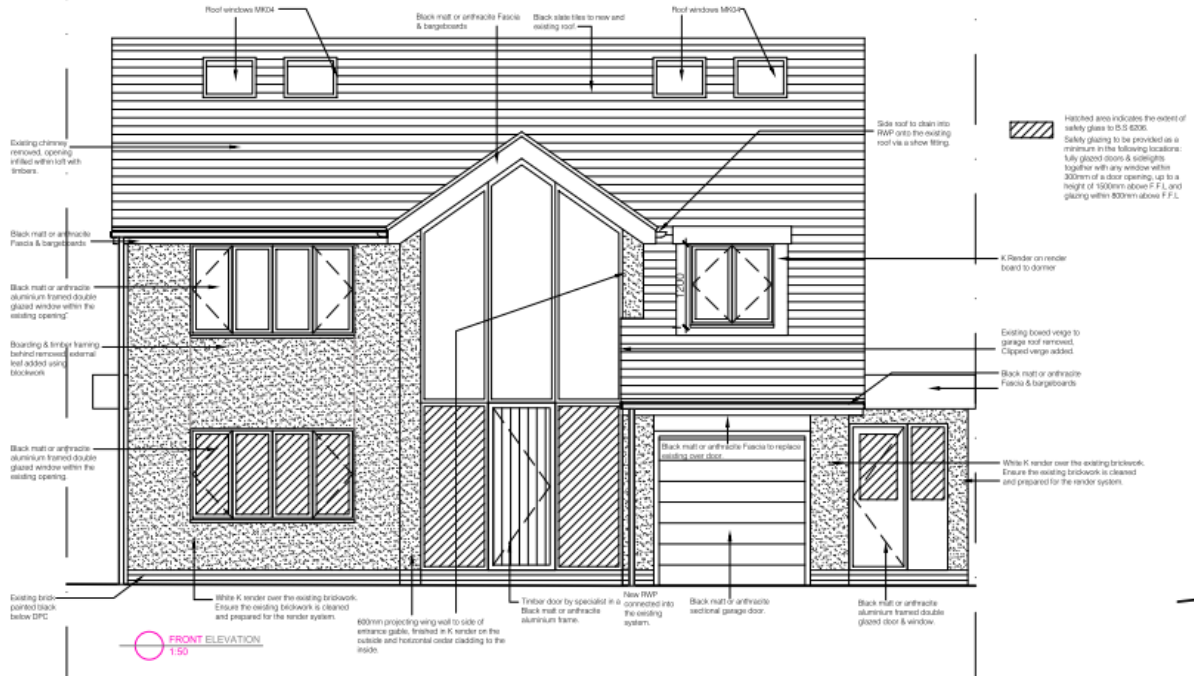 Roof windows MK04
Black matt or anthracite Fascia
& bargeboards
Black slate tiles to new and
existing roof.
Roof windows MK04
Existing chimney
removed, opening
infilled within loft with
timbers.
Side roof to drain into
RWP onto the existing
roof via a show fitting.
Hatched area indicates the extent of
safety glass to B.S 6206.
Safety glazing to be provided as a
minimum in the following locations:
fully glazed doors & sidelights
together with any window within
300mm of a door opening, up to a
height of 1500mm above F.F.L and
glazing within 800mm above F.F.L
Black matt or anthracite
Fascia & bargeboards
K Render on render
board to dormer
1200
Black matt or anthracite
aluminium framed double
glazed window within the
existing opening"
Boarding & timber framing
behind removed, external
leaf added using
blockwork
Existing boxed verge to
garage roof removed,
Clipped verge added.
Black matt or anthracite
Fascia & bargeboards
Black matt or anthracite
aluminium framed double
glazed window within the
existing opening.
Black matt or anthracite Fascia to replace
existing over door.
White K render over the existing brickwork.
Ensure the existing brickwork is cleaned
and prepared for the render system.
Existing brick
painted black
below DPC
White K render over the existing brickwork.
Ensure the existing brickwork is cleaned
and prepared for the render system.
600mm projecting wing wall to side of
entrance gable, finished in K render on the
outside and horizontal cedar cladding to the
inside.
Timber door by specialist in a
Black matt or anthracite
aluminium frame.
New RWP
connected into
the existing
system.
Black matt or anthracite
sectional garage door.
Black matt or anthracite
aluminium framed double
glazed door & window.
FRONT ELEVATION
1:50